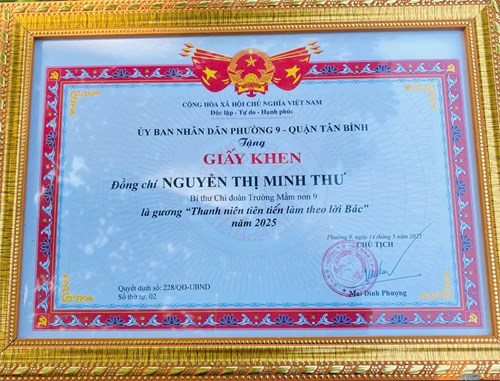 CỘNG HÒA XÃ HỘI CHỦ NGHĨA VIỆT NAM
Độc lập - Tự do - Hạnh phúc
ỦY BAN NHÂN DÂN PHƯỜNG 9 - QUẬN TÂN BÌNH
Tặng
GIẤY KHEN
Đồng chí NGUYỄN THỊ MINH THƯ
Bí thư Chi đoàn Trường Mầm non 9
là gương “Thanh niên tiên tiến làm theo lời Bác”
năm 2025
Phường 9, ngày 14 tháng 3 năm 2025
CHỦ TỊCH
Quyết định số: 228/QĐ-UBND
Số thứ tự: 02
Mai Đình Phượng